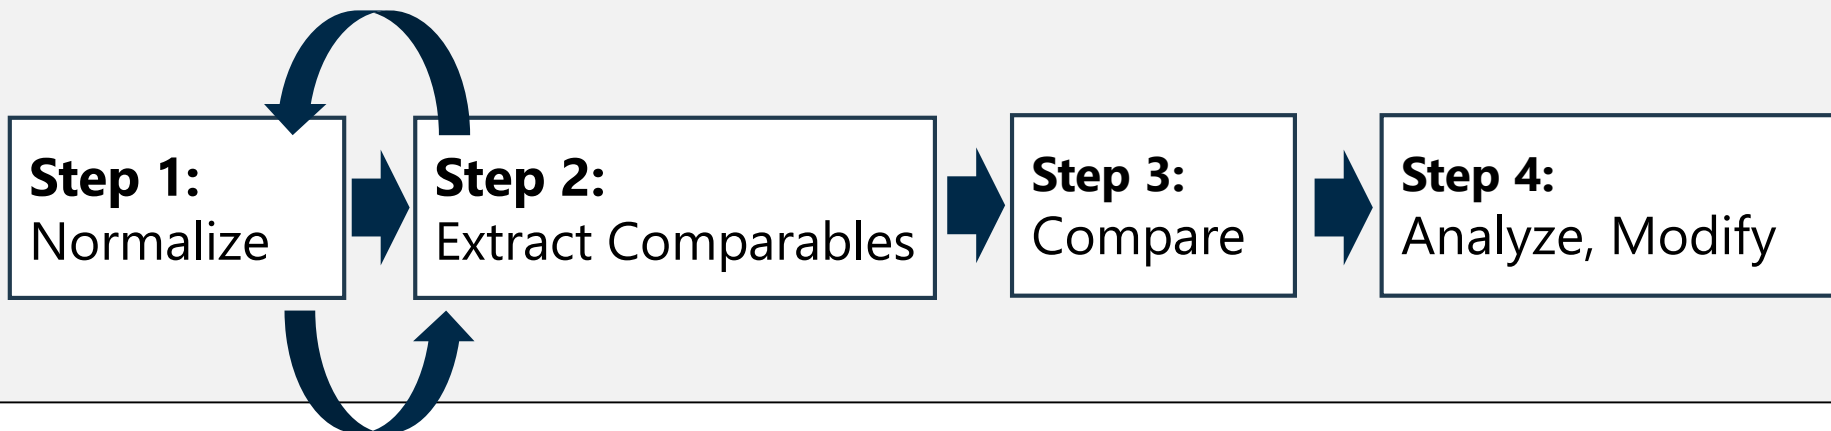 Step 1:
Normalize
Step 2:
Extract Comparables
Step 3:
Compare
Step 4:
Analyze, Modify